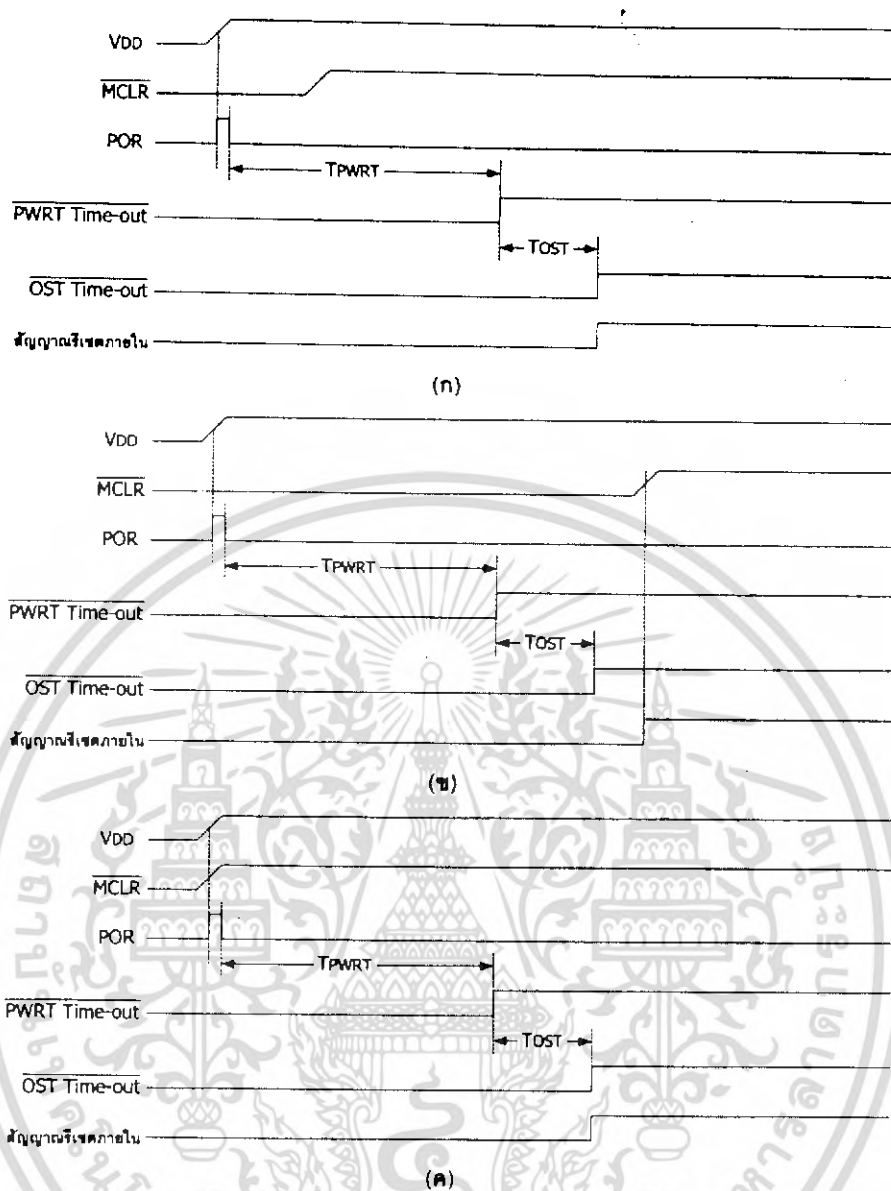 VDD
MCLR
POR
TPWRT
PWRT Time-out
TOST
OST Time-out
สัญญาณรีเซตภายใน
(ก)
VDD
MCLR
POR
TPWRT
PWRT Time-out
TOST
OST Time-out
สัญญาณรีเซตภายใน
(ข)
VDD
MCLR
POR
TPWRT
PWRT Time-out
TOST
OST Time-out
สัญญาณรีเซตภายใน
(ค)